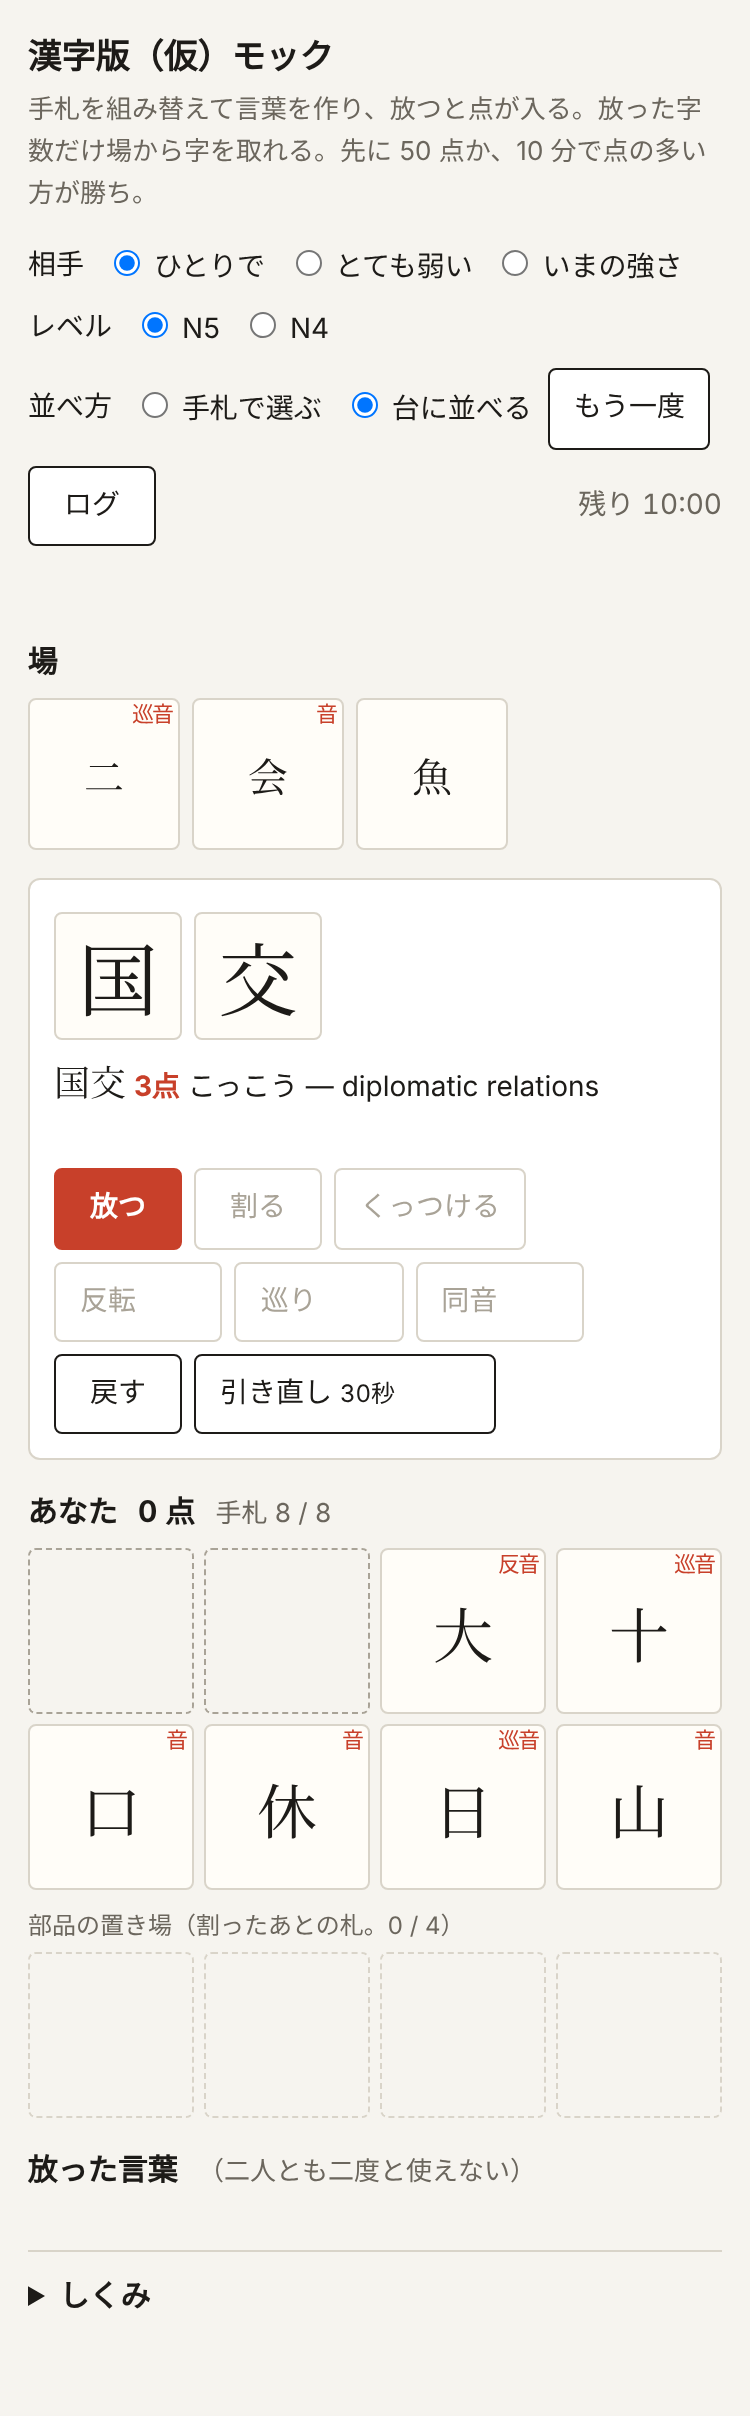 漢字版（仮）モック
手札を組み替えて言葉を作り、放つと点が入る。放った字
数だけ場から字を取れる。先に 50 点か、10 分で点の多い
方が勝ち。
相手 ひとりで とても弱い いまの強さ
レベル N5 N4
並べ方 手札で選ぶ 台に並べる もう一度
ログ 残り 10:00
場
巡音 音
二 会 魚
国 交
国交 3点 こっこう — diplomatic relations
放つ 割る くっつける
反転 巡り 同音
戻す 引き直し 30秒
あなた 0 点 手札 8 / 8
反音 巡音
大 十
音 音 巡音 音
口 休 日 山
部品の置き場（割ったあとの札。0 / 4）
放った言葉 （二人とも二度と使えない）
しくみ